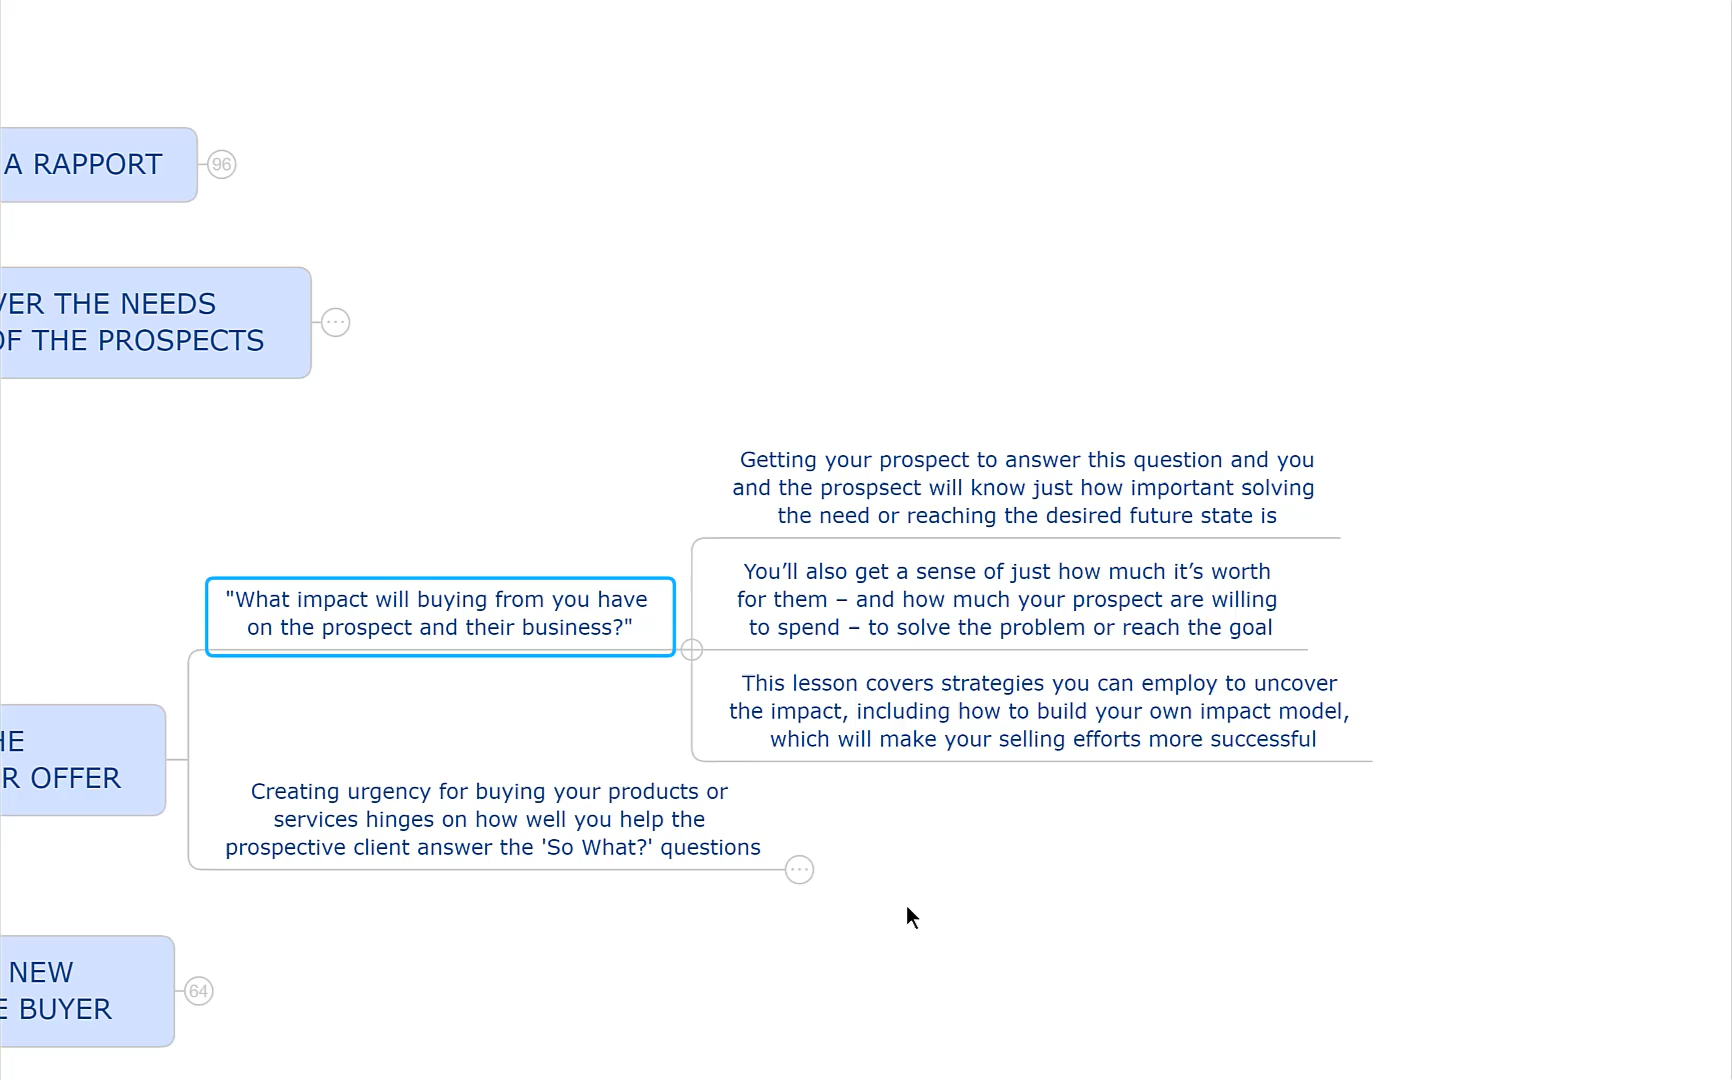 A RAPPORT
96
VER THE NEEDS
OF THE PROSPECTS
Getting your prospect to answer this question and you
and the prospsect will know just how important solving
the need or reaching the desired future state is
You’ll also get a sense of just how much it’s worth
for them – and how much your prospect are willing
to spend – to solve the problem or reach the goal
"What impact will buying from you have
on the prospect and their business?"
This lesson covers strategies you can employ to uncover
the impact, including how to build your own impact model,
which will make your selling efforts more successful
HE
R OFFER
Creating urgency for buying your products or
services hinges on how well you help the
prospective client answer the 'So What?' questions
NEW
E BUYER
64